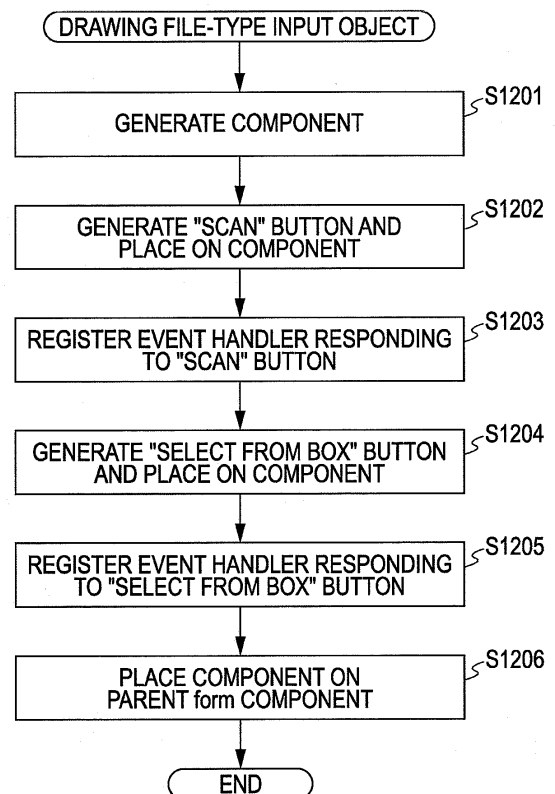 DRAWING FILE-TYPE INPUT OBJECT
S1201
GENERATE COMPONENT
S1202
GENERATE "SCAN" BUTTON AND
PLACE ON COMPONENT
S1203
REGISTER EVENT HANDLER RESPONDING
TO "SCAN" BUTTON
S1204
GENERATE "SELECT FROM BOX" BUTTON
AND PLACE ON COMPONENT
S1205
REGISTER EVENT HANDLER RESPONDING
TO "SELECT FROM BOX" BUTTON
S1206
PLACE COMPONENT ON
PARENT form COMPONENT
END